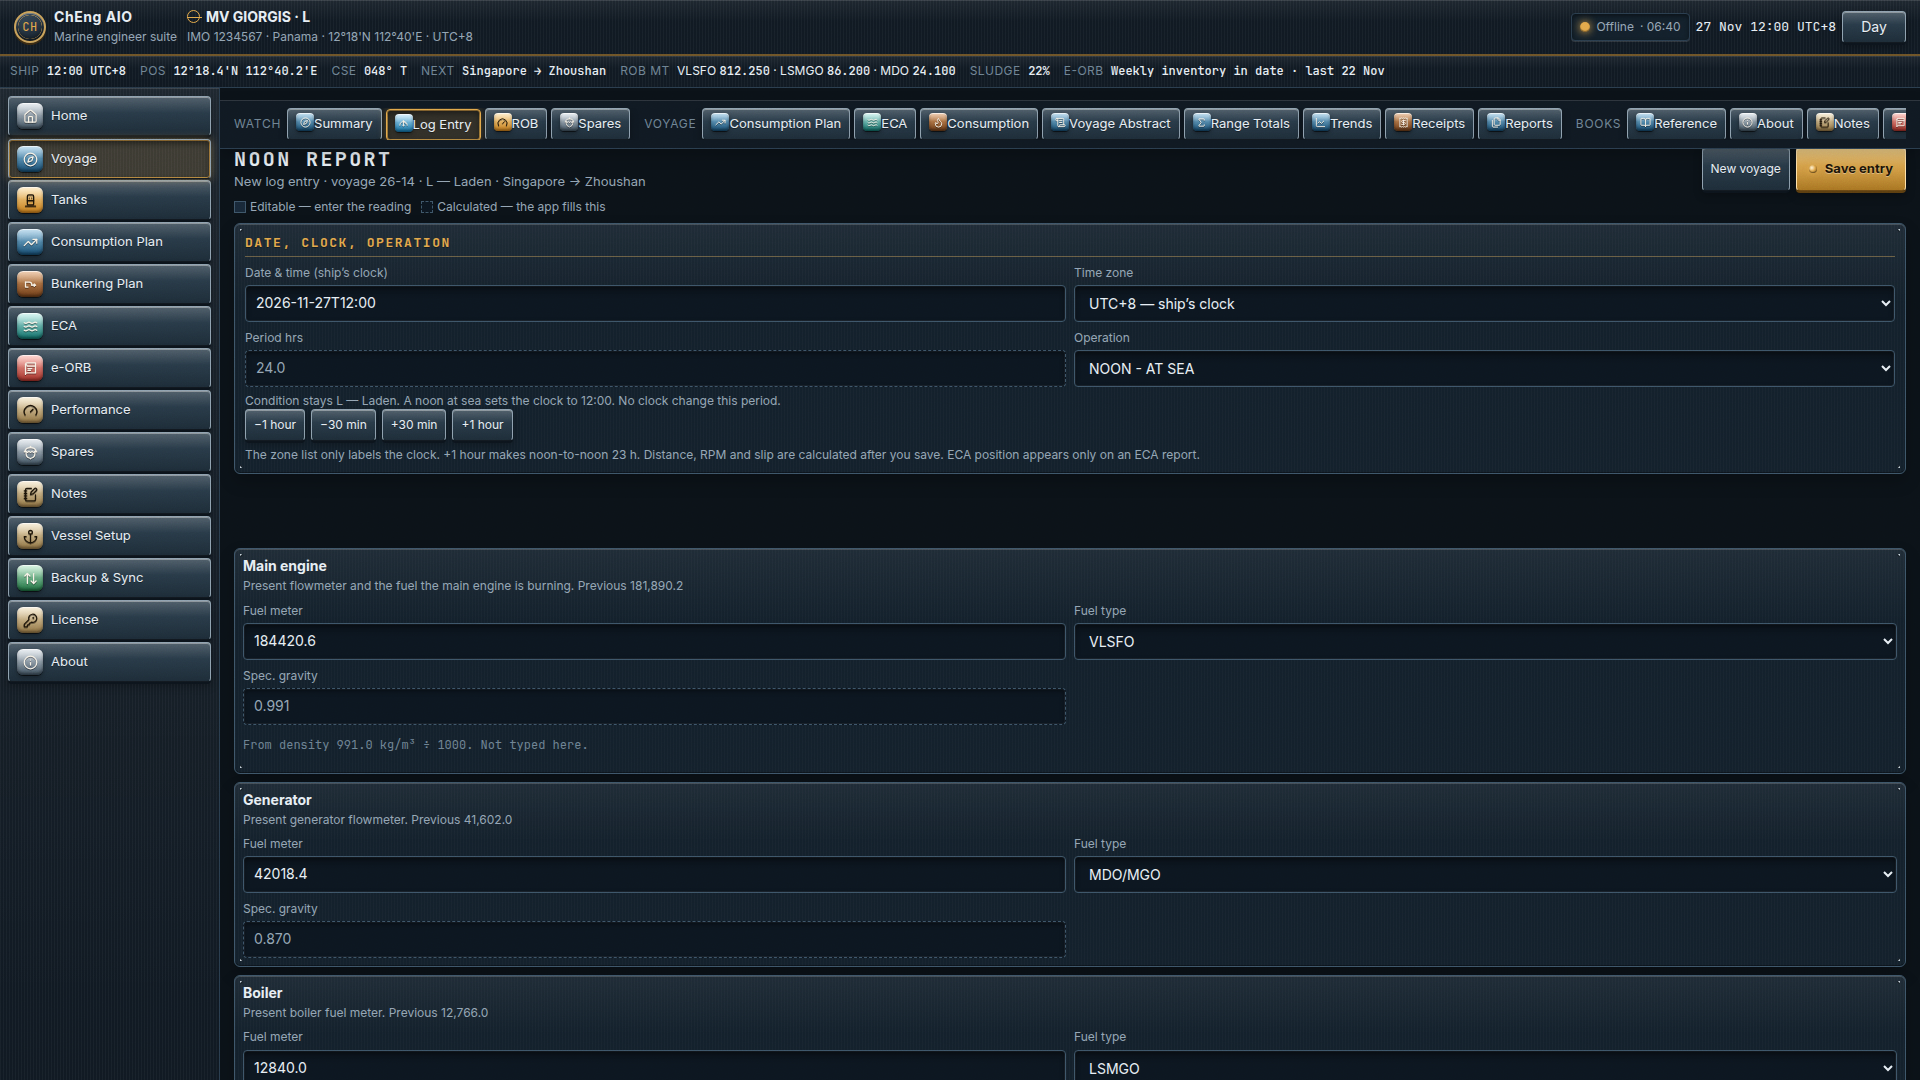 CH
ChEng AIO
Marine engineer suite
MV GIORGIS · L
IMO 1234567 · Panama · 12°18'N 112°40'E · UTC+8
Offline · 06:40
27 Nov 12:00 UTC+8
Day
SHIP 12:00 UTC+8 POS 12°18.4'N 112°40.2'E CSE 048° T NEXT Singapore → Zhoushan ROB MT VLSFO 812.250 · LSMGO 86.200 · MDO 24.100 SLUDGE 22% E-ORB Weekly inventory in date · last 22 Nov
Home
Voyage
Tanks
Consumption Plan
Bunkering Plan
ECA
e-ORB
Performance
Spares
Notes
Vessel Setup
Backup & Sync
License
About
WATCH Summary Log Entry ROB Spares VOYAGE Consumption Plan ECA Consumption Voyage Abstract Range Totals Trends Receipts Reports BOOKS Reference About Notes
NOON REPORT
New log entry · voyage 26-14 · L — Laden · Singapore → Zhoushan
New voyage
Save entry
Editable — enter the reading Calculated — the app fills this
DATE, CLOCK, OPERATION
Date & time (ship's clock) Time zone
2026-11-27T12:00 UTC+8 — ship's clock
Period hrs Operation
24.0 NOON - AT SEA
Condition stays L — Laden. A noon at sea sets the clock to 12:00. No clock change this period.
−1 hour −30 min +30 min +1 hour
The zone list only labels the clock. +1 hour makes noon-to-noon 23 h. Distance, RPM and slip are calculated after you save. ECA position appears only on an ECA report.
Main engine
Present flowmeter and the fuel the main engine is burning. Previous 181,890.2
Fuel meter Fuel type
184420.6 VLSFO
Spec. gravity
0.991
From density 991.0 kg/m³ ÷ 1000. Not typed here.
Generator
Present generator flowmeter. Previous 41,602.0
Fuel meter Fuel type
42018.4 MDO/MGO
Spec. gravity
0.870
Boiler
Present boiler fuel meter. Previous 12,766.0
Fuel meter Fuel type
12840.0 LSMGO